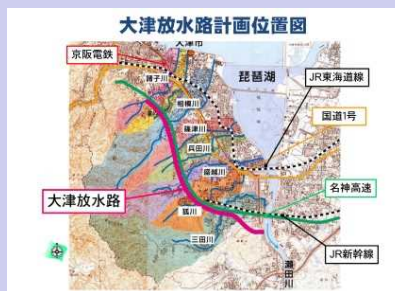 大津放水路計画位置図
大津市
京阪電鉄
諸子川
琵琶湖
JR東海道線
相模川
国道1号
篠津川
兵田川
盛越川
大津放水路
名神高速
狐川
三田川
瀬田川
JR新幹線